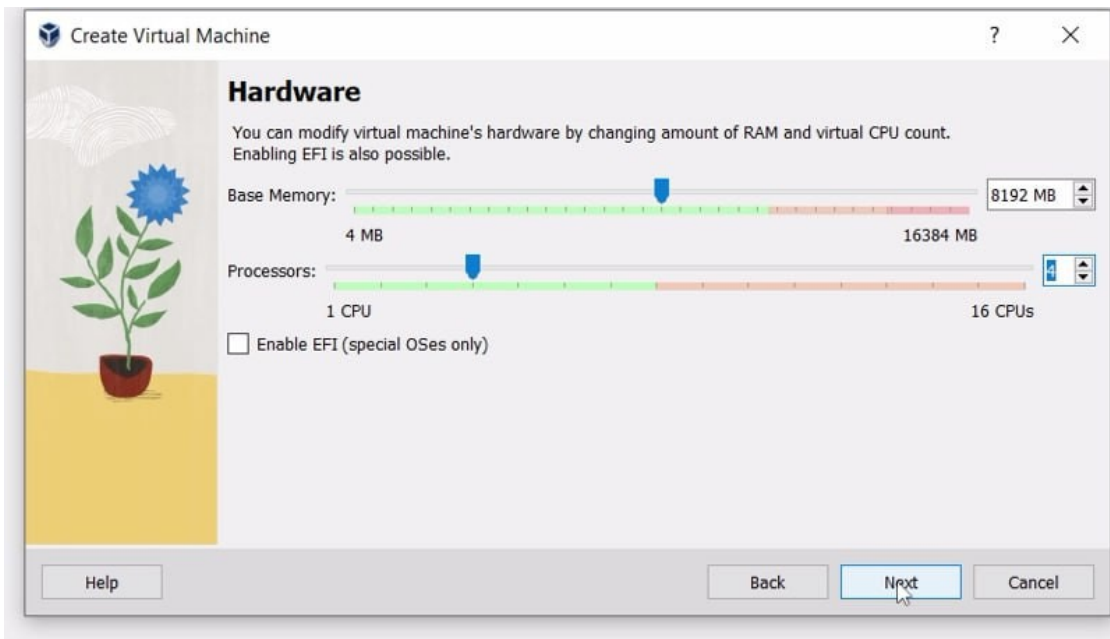 Create Virtual Machine ?
Hardware
You can modify virtual machine's hardware by changing amount of RAM and virtual CPU count.
Enabling EFI is also possible.
Base Memory: 8192 MB
4 MB 16384 MB
Processors: 4
1 CPU 16 CPUs
Enable EFI (special OSes only)
Help Back Next Cancel